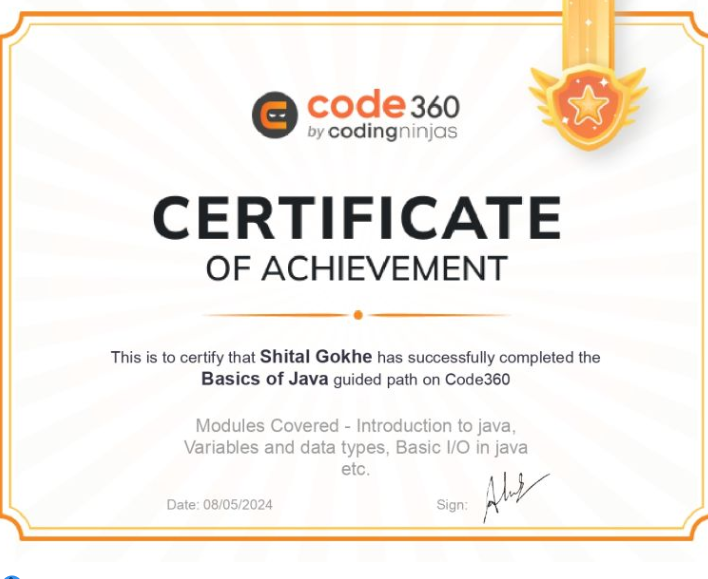 code 360
by codingninjas
CERTIFICATE
OF ACHIEVEMENT
This is to certify that Shital Gokhe has successfully completed the
Basics of Java guided path on Code360
Modules Covered - Introduction to java,
Variables and data types, Basic I/O in java
etc.
Date: 08/05/2024
Sign: